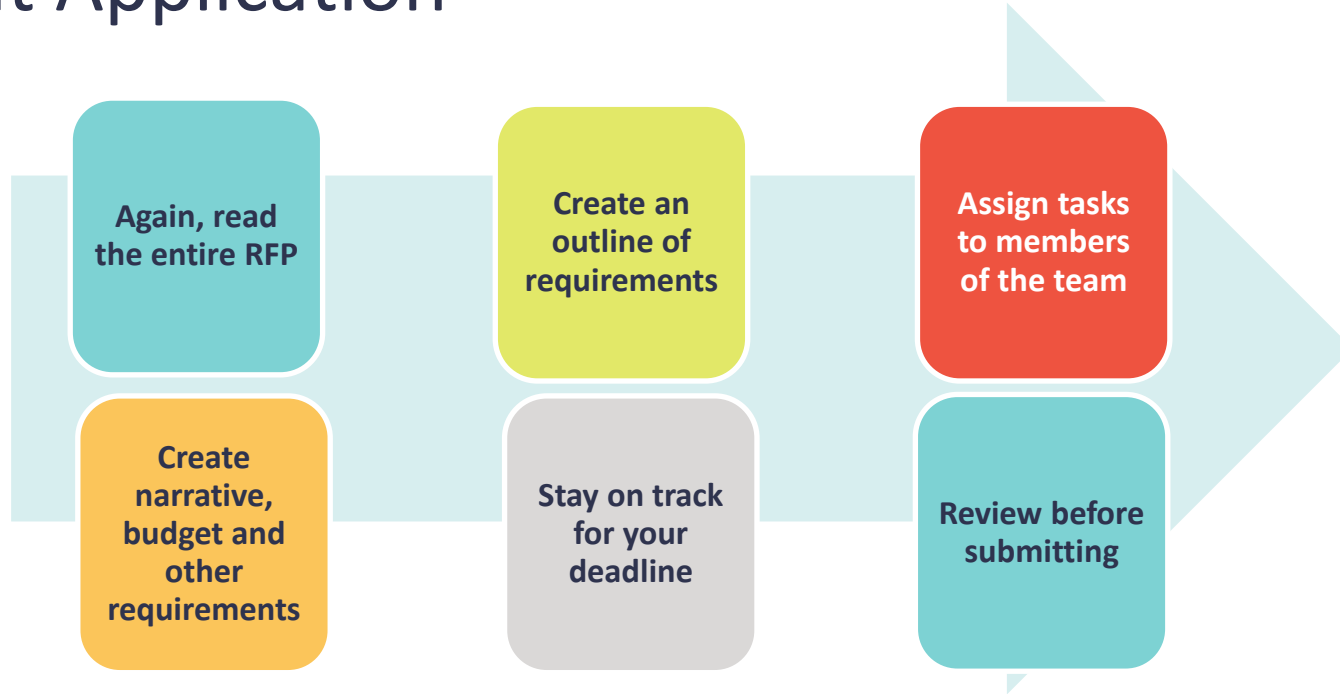 Application
Again, read
the entire RFP
Create an
outline of
requirements
Assign tasks
to members
of the team
Create
narrative,
budget and
other
requirements
Stay on track
for your
deadline
Review before
submitting